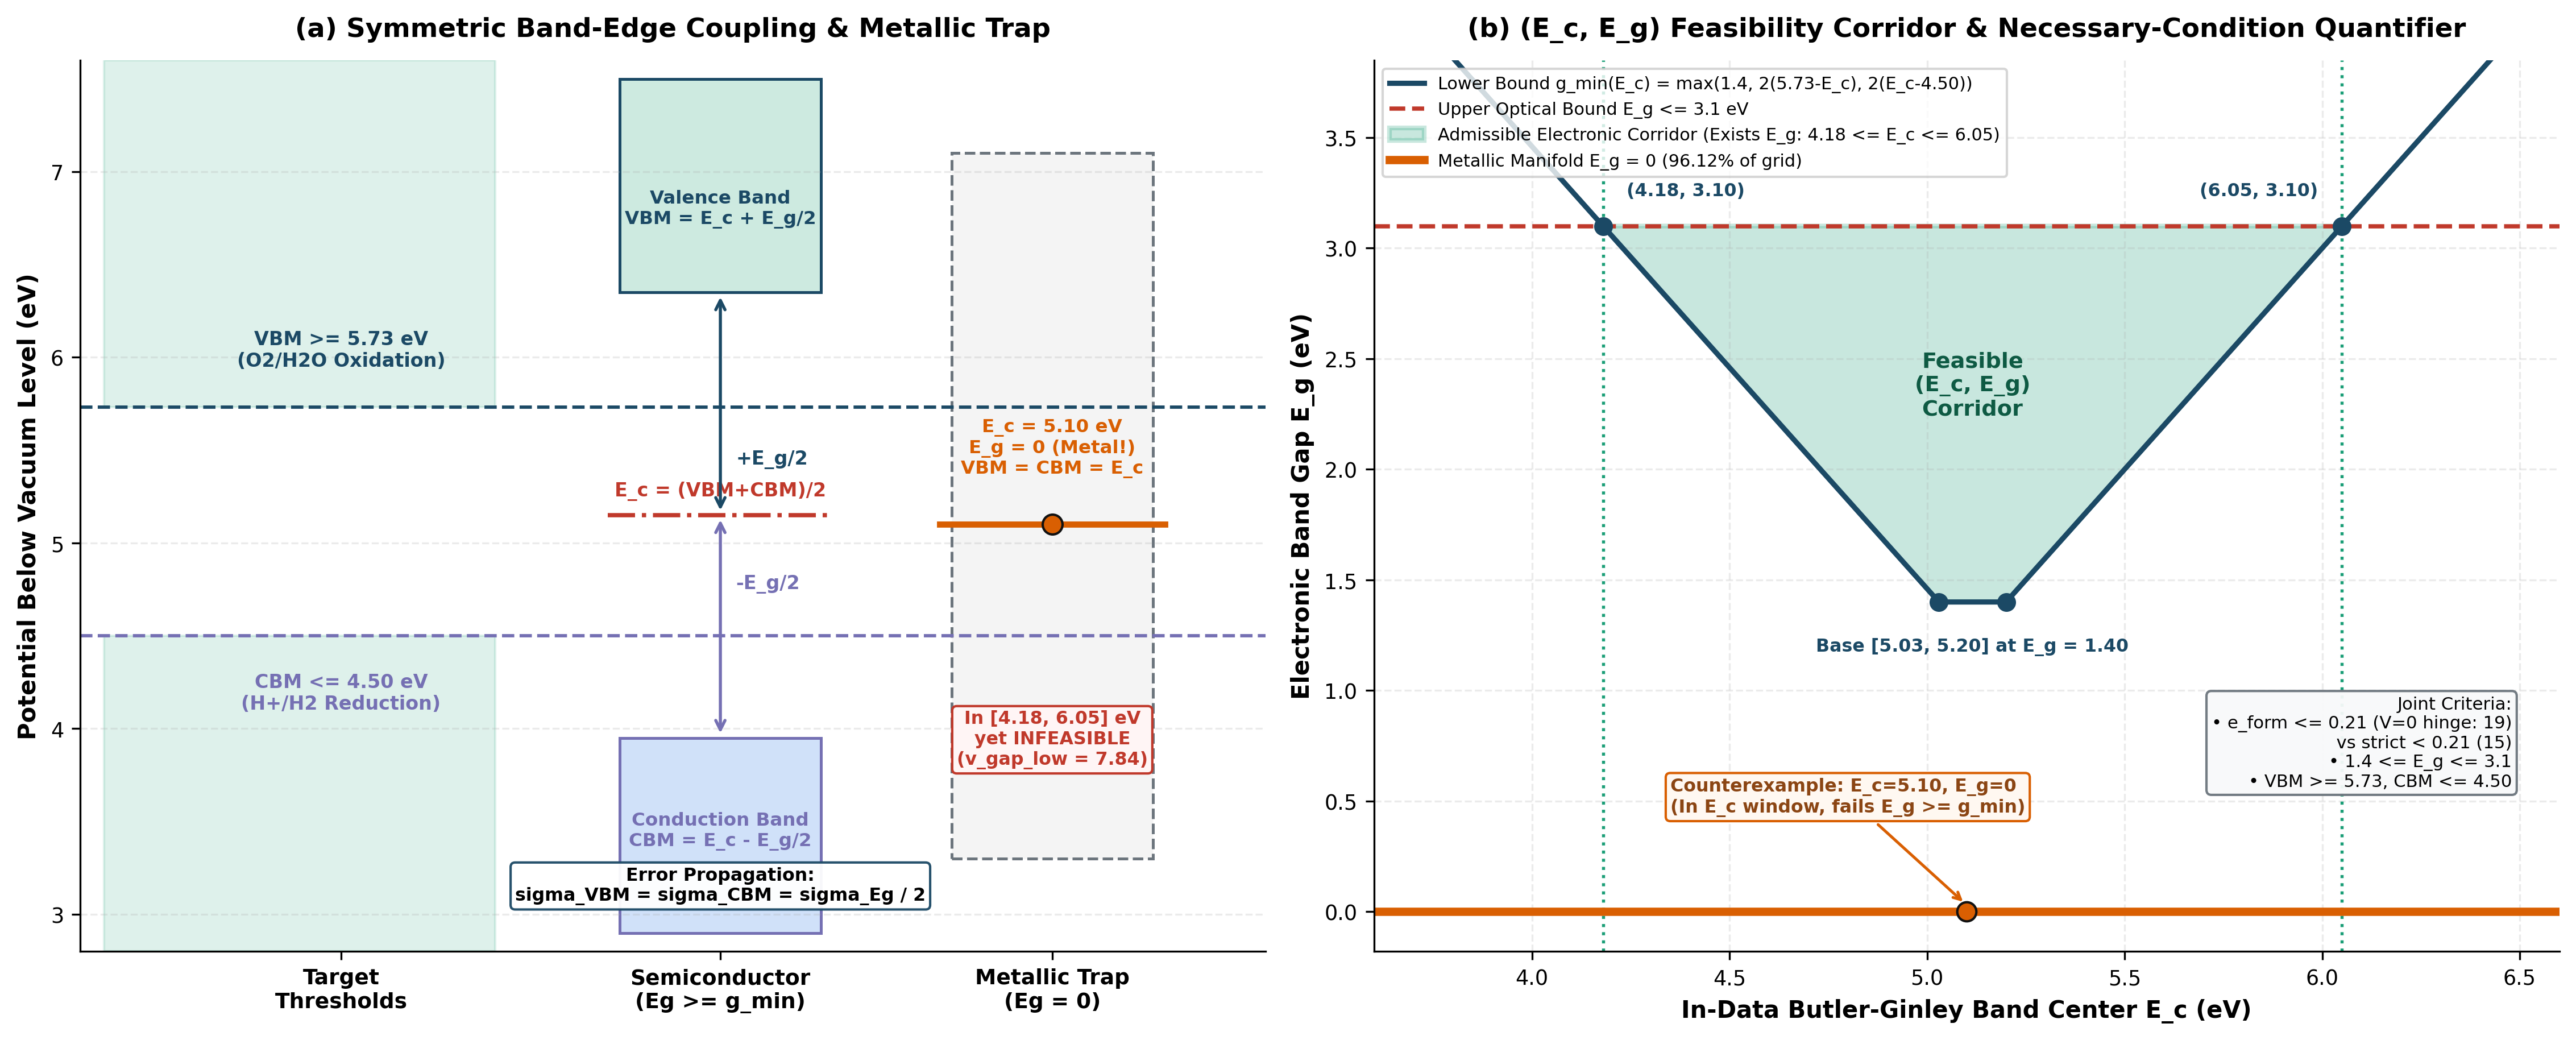 (a) Symmetric Band-Edge Coupling & Metallic Trap
Potential Below Vacuum Level (eV)
7
6
5
4
3
VBM >= 5.73 eV
(O2/H2O Oxidation)
CBM <= 4.50 eV
(H+/H2 Reduction)
Valence Band
VBM = E_c + E_g/2
+E_g/2
E_c = (VBM+CBM)/2
-E_g/2
Conduction Band
CBM = E_c - E_g/2
Error Propagation:
sigma_VBM = sigma_CBM = sigma_Eg / 2
E_c = 5.10 eV
E_g = 0 (Metal!)
VBM = CBM = E_c
In [4.18, 6.05] eV
yet INFEASIBLE
(v_gap_low = 7.84)
Target
Thresholds
Semiconductor
(Eg >= g_min)
Metallic Trap
(Eg = 0)
(b) (E_c, E_g) Feasibility Corridor & Necessary-Condition Quantifier
Electronic Band Gap E_g (eV)
3.5
3.0
2.5
2.0
1.5
1.0
0.5
0.0
Lower Bound g_min(E_c) = max(1.4, 2(5.73-E_c), 2(E_c-4.50))
Upper Optical Bound E_g <= 3.1 eV
Admissible Electronic Corridor (Exists E_g: 4.18 <= E_c <= 6.05)
Metallic Manifold E_g = 0 (96.12% of grid)
(4.18, 3.10)
(6.05, 3.10)
Feasible
(E_c, E_g)
Corridor
Base [5.03, 5.20] at E_g = 1.40
Joint Criteria:
• e_form <= 0.21 (V=0 hinge: 19)
vs strict < 0.21 (15)
• 1.4 <= E_g <= 3.1
• VBM >= 5.73, CBM <= 4.50
Counterexample: E_c=5.10, E_g=0
(In E_c window, fails E_g >= g_min)
4.0
4.5
5.0
5.5
6.0
6.5
In-Data Butler-Ginley Band Center E_c (eV)